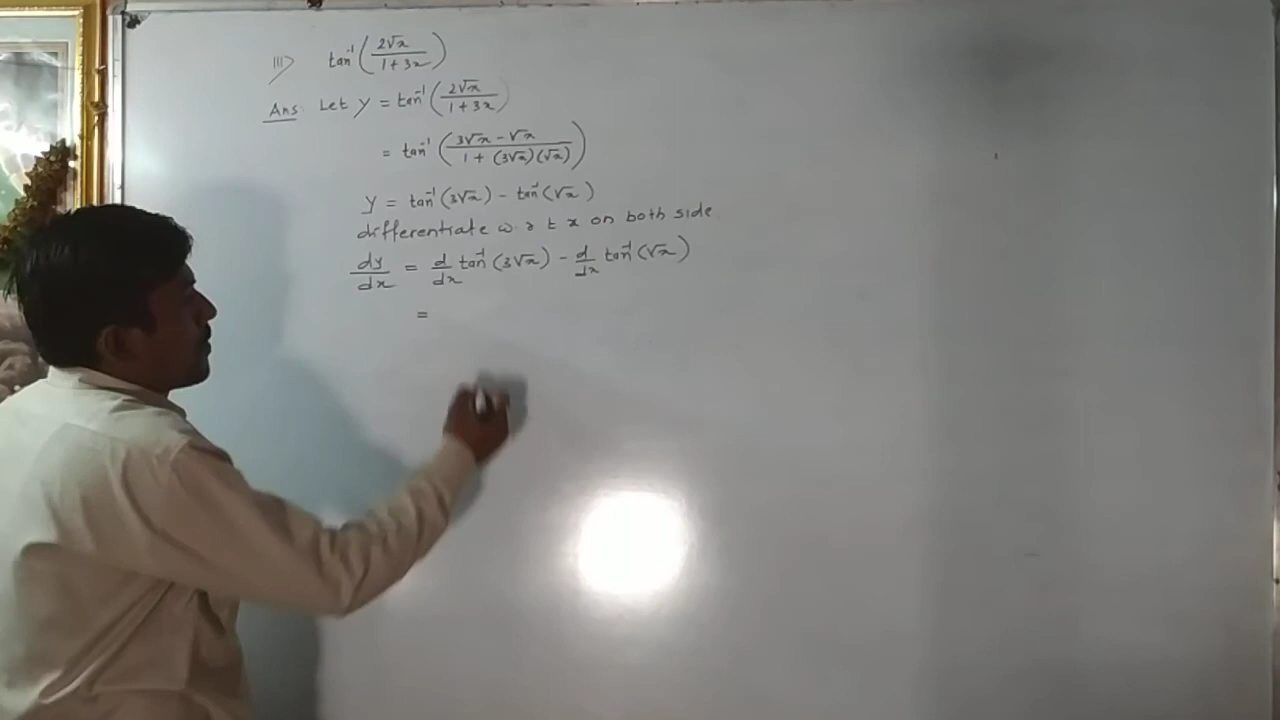 III) tan⁻¹(2√x / 1+3x)
Ans: Let y = tan⁻¹(2√x / 1+3x)
= tan⁻¹(3√x - √x / 1 + (3√x)(√x))
y = tan⁻¹(3√x) - tan⁻¹(√x)
differentiate w. r t x on both side
dy/dx = d/dx tan⁻¹(3√x) - d/dx tan⁻¹(√x)
=